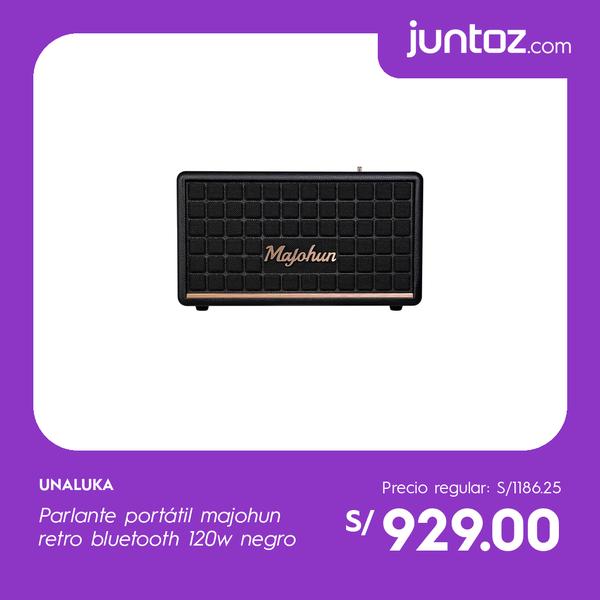 juntoz.com
Majohun
UNALUKA
Parlante portátil majohun
retro bluetooth 120w negro
Precio regular: S/1186.25
S/ 929.00